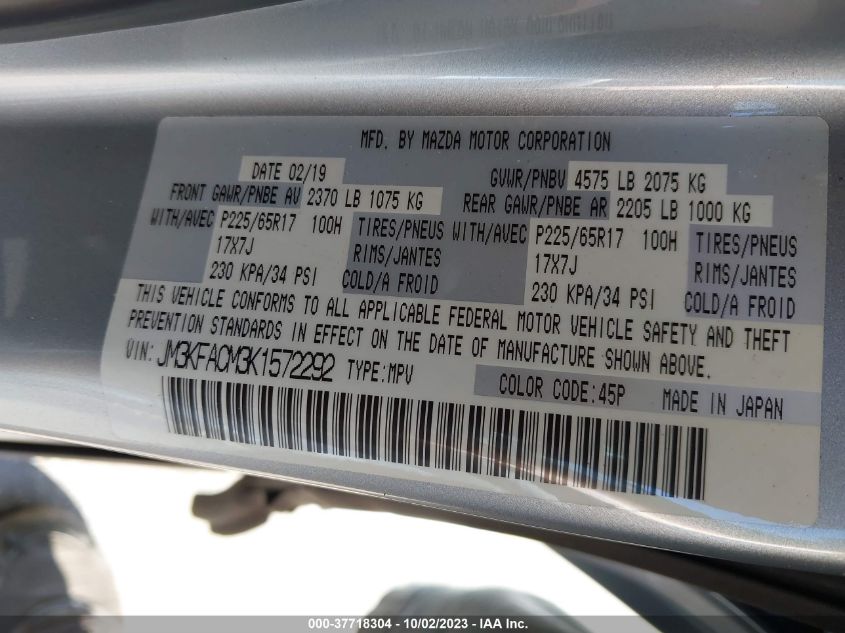 MFD. BY MAZDA MOTOR CORPORATION
DATE 02/19 GVWR/PNBV 4575 LB 2075 KG
FRONT GAWR/PNBE AV 2370 LB 1075 KG REAR GAWR/PNBE AR 2205 LB 1000 KG
WITH/AVEC P225/65R17 100H TIRES/PNEUS WITH/AVEC P225/65R17 100H TIRES/PNEUS
17X7J RIMS/JANTES 17X7J RIMS/JANTES
230 KPA/34 PSI COLD/A FROID 230 KPA/34 PSI COLD/A FROID
THIS VEHICLE CONFORMS TO ALL APPLICABLE FEDERAL MOTOR VEHICLE SAFETY AND THEFT
PREVENTION STANDARDS IN EFFECT ON THE DATE OF MANUFACTURE SHOWN ABOVE.
VIN: JM3KFACM3K1572292 TYPE:MPV
COLOR CODE:45P MADE IN JAPAN
000-37718304 - 10/02/2023 - IAA, Inc.